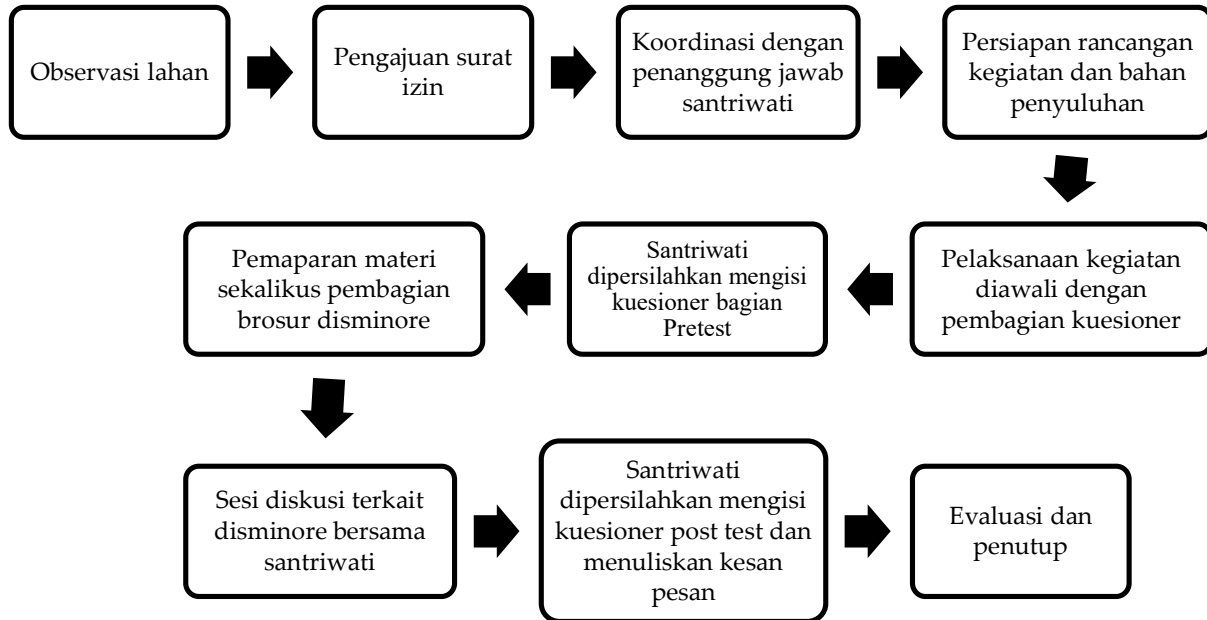 Observasi lahan
Pengajuan surat
izin
Koordinasi dengan
penanggung jawab
santriwati
Persiapan rancangan
kegiatan dan bahan
penyuluhan
Pelaksanaan kegiatan
diawali dengan
pembagian kuesioner
Santriwati
dipersilahkan mengisi
kuesioner bagian
Pretest
Pemaparan materi
sekalikus pembagian
brosur disminore
Sesi diskusi terkait
disminore bersama
santriwati
Santriwati
dipersilahkan mengisi
kuesioner post test dan
menuliskan kesan
pesan
Evaluasi dan
penutup